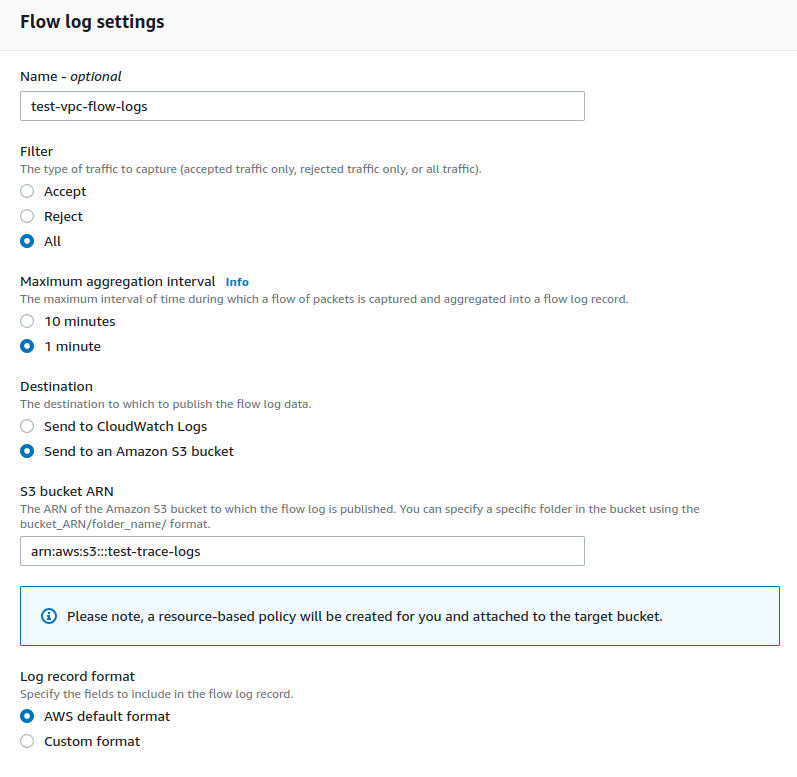 Flow log settings
Name - optional
test-vpc-flow-logs
Filter
The type of traffic to capture (accepted traffic only, rejected traffic only, or all traffic).
Accept
Reject
All
Maximum aggregation interval Info
The maximum interval of time during which a flow of packets is captured and aggregated into a flow log record.
10 minutes
1 minute
Destination
The destination to which to publish the flow log data.
Send to CloudWatch Logs
Send to an Amazon S3 bucket
S3 bucket ARN
The ARN of the Amazon S3 bucket to which the flow log is published. You can specify a specific folder in the bucket using the
bucket_ARN/folder_name/ format.
arn:aws:s3:::test-trace-logs
Please note, a resource-based policy will be created for you and attached to the target bucket.
Log record format
Specify the fields to include in the flow log record.
AWS default format
Custom format